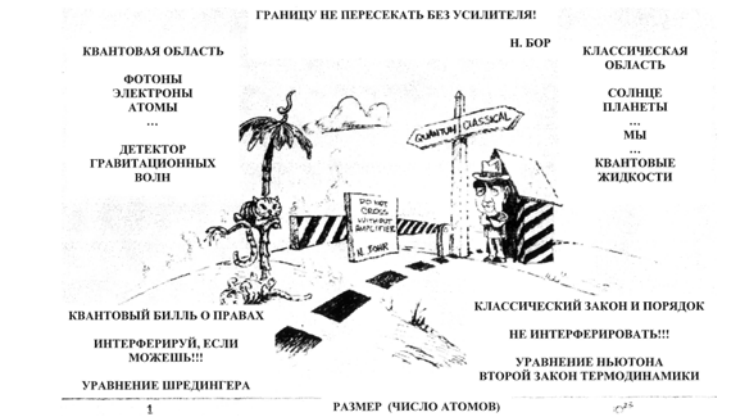 ГРАНИЦУ НЕ ПЕРЕСЕКАТЬ БЕЗ УСИЛИТЕЛЯ!
Н. БОР
КВАНТОВАЯ ОБЛАСТЬ
ФОТОНЫ
ЭЛЕКТРОНЫ
АТОМЫ
...
ДЕТЕКТОР
ГРАВИТАЦИОННЫХ
ВОЛН
КЛАССИЧЕСКАЯ
ОБЛАСТЬ
СОЛНЦЕ
ПЛАНЕТЫ
...
МЫ
...
КВАНТОВЫЕ
ЖИДКОСТИ
QUANTUM CLASSICAL
DO NOT
CROSS
WITHOUT
AMPLIFIER
N. BOHR
КВАНТОВЫЙ БИЛЛЬ О ПРАВАХ
ИНТЕРФЕРИРУЙ, ЕСЛИ
МОЖЕШЬ!!!
УРАВНЕНИЕ ШРЕДИНГЕРА
КЛАССИЧЕСКИЙ ЗАКОН И ПОРЯДОК
НЕ ИНТЕРФЕРИРОВАТЬ!!!
УРАВНЕНИЕ НЬЮТОНА
ВТОРОЙ ЗАКОН ТЕРМОДИНАМИКИ
1
РАЗМЕР (ЧИСЛО АТОМОВ)